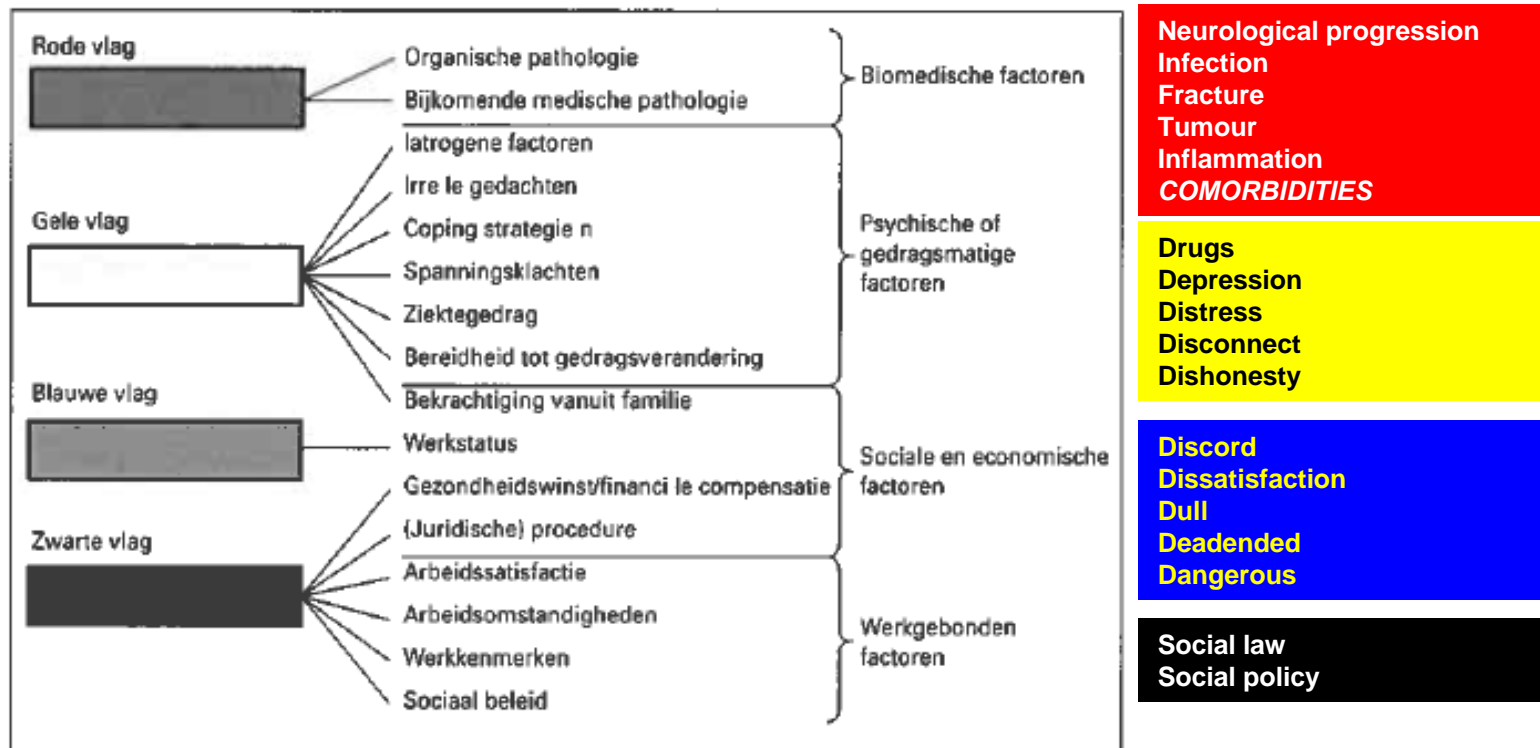 Rode vlag
Organische pathologie
Bijkomende medische pathologie
Biomedische factoren
Gele vlag
Iatrogene factoren
Irre le gedachten
Coping strategie n
Spanningsklachten
Ziektegedrag
Bereidheid tot gedragsverandering
Psychische of
gedragsmatige
factoren
Blauwe vlag
Bekrachtiging vanuit familie
Werkstatus
Gezondheidswinst/financi le compensatie
(Juridische) procedure
Sociale en economische
factoren
Zwarte vlag
Arbeidssatisfactie
Arbeidsomstandigheden
Werkkenmerken
Sociaal beleid
Werkgebonden
factoren
Neurological progression
Infection
Fracture
Tumour
Inflammation
COMORBIDITIES
Drugs
Depression
Distress
Disconnect
Dishonesty
Discord
Dissatisfaction
Dull
Deadended
Dangerous
Social law
Social policy